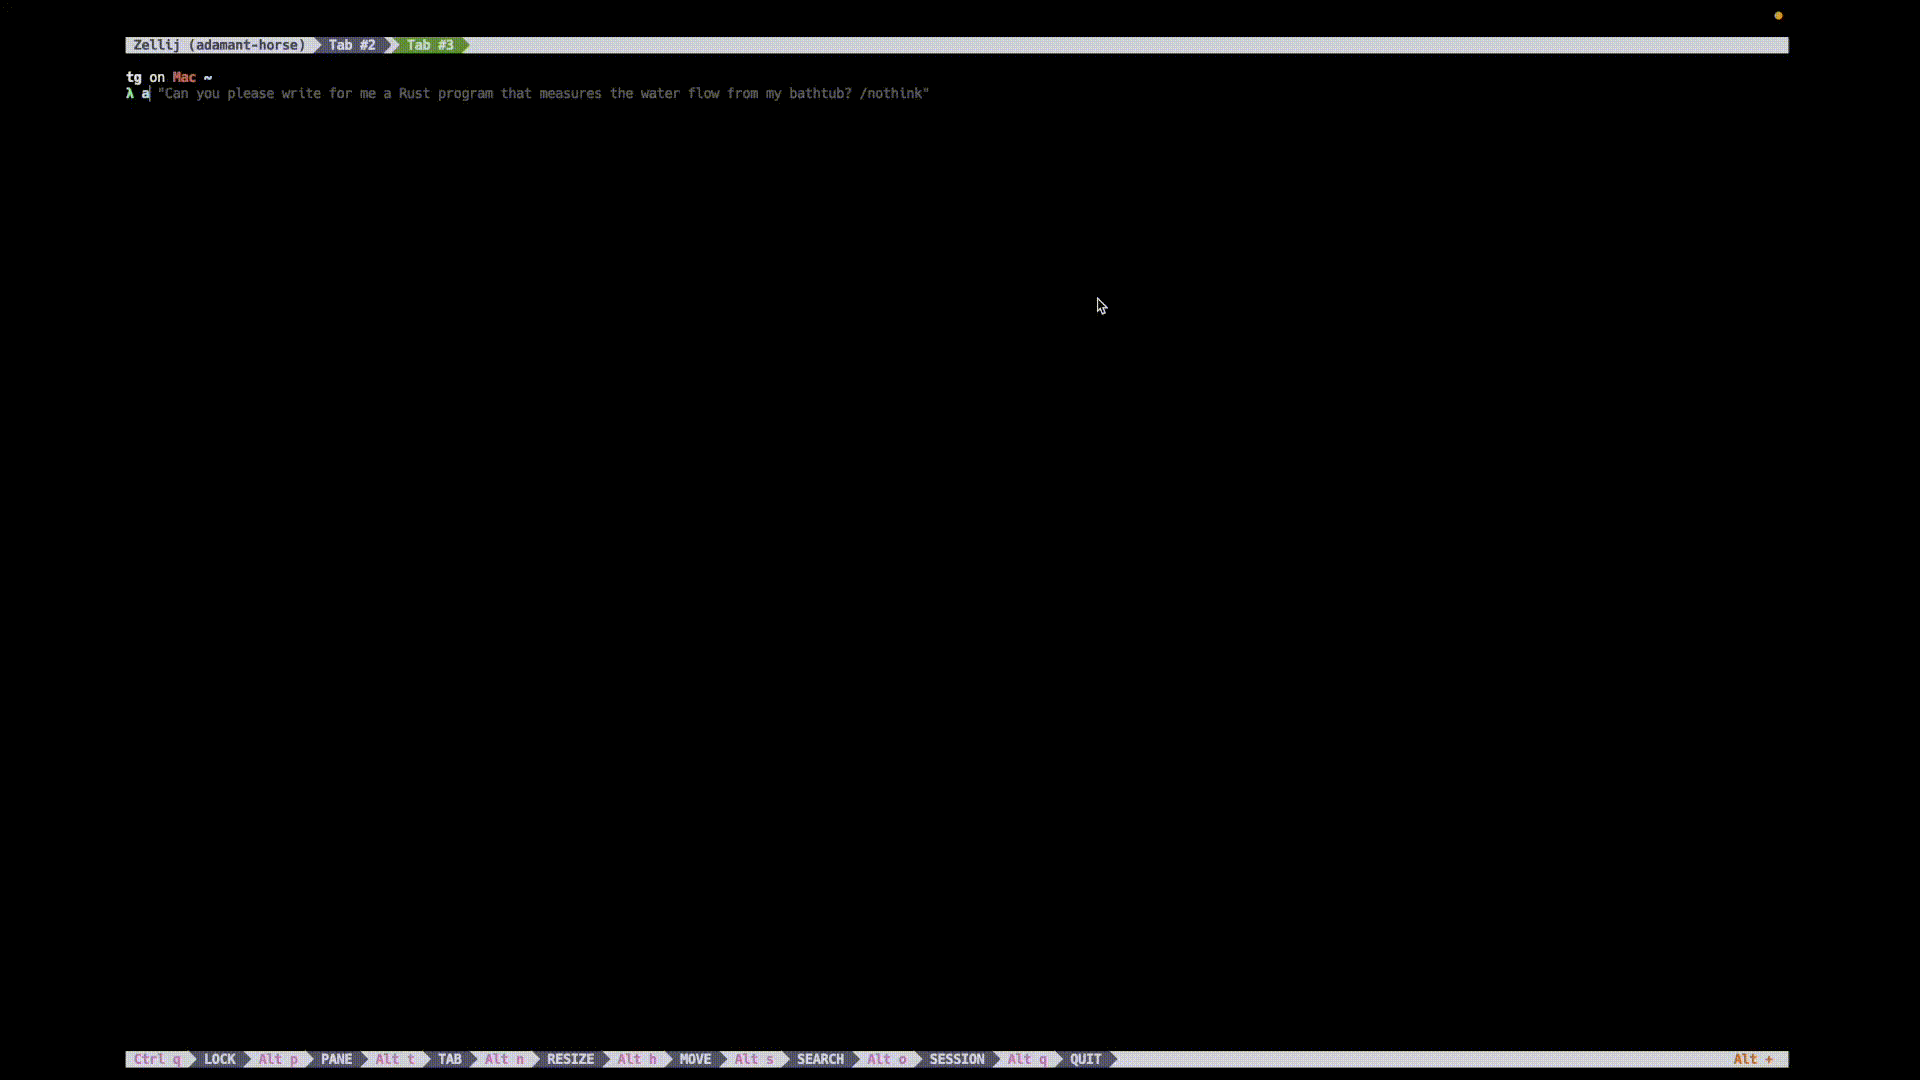 Zellij (adamant-horse) Tab #2 Tab #3
tg on Mac ~
λ a "Can you please write for me a Rust program that measures the water flow from my bathtub? /nothink"
Ctrl q LOCK Alt p PANE Alt t TAB Alt n RESIZE Alt h MOVE Alt s SEARCH Alt o SESSION Alt q QUIT Alt +